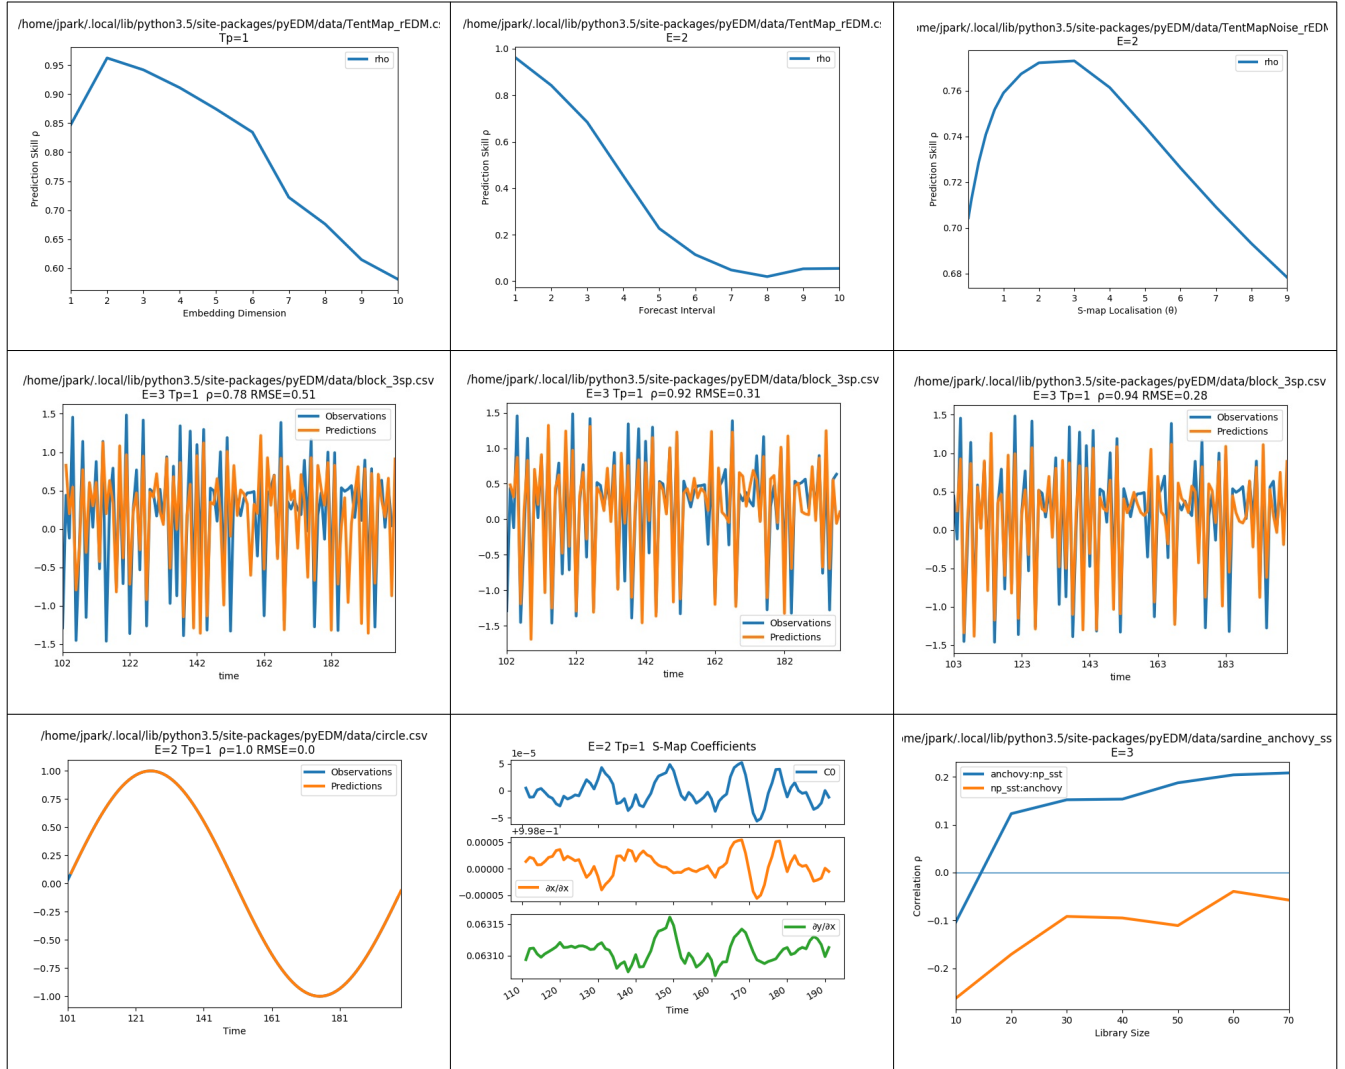 /home/jpark/.local/lib/python3.5/site-packages/pyEDM/data/TentMap_rEDM.cs
Tp=1
rho
0.95
0.90
0.85
0.80
0.75
0.70
0.65
0.60
Prediction Skill ρ
1 2 3 4 5 6 7 8 9 10
Embedding Dimension
/home/jpark/.local/lib/python3.5/site-packages/pyEDM/data/TentMap_rEDM.cs
E=2
rho
1.0
0.8
0.6
0.4
0.2
0.0
Prediction Skill ρ
1 2 3 4 5 6 7 8 9 10
Forecast Interval
me/jpark/.local/lib/python3.5/site-packages/pyEDM/data/TentMapNoise_rEDM
E=2
rho
0.76
0.74
0.72
0.70
0.68
Prediction Skill ρ
1 2 3 4 5 6 7 8 9
S-map Localisation (θ)
/home/jpark/.local/lib/python3.5/site-packages/pyEDM/data/block_3sp.csv
E=3 Tp=1 ρ=0.78 RMSE=0.51
Observations
Predictions
1.5
1.0
0.5
0.0
−0.5
−1.0
−1.5
102 122 142 162 182
time
/home/jpark/.local/lib/python3.5/site-packages/pyEDM/data/block_3sp.csv
E=3 Tp=1 ρ=0.92 RMSE=0.31
1.5
1.0
0.5
0.0
−0.5
−1.0
−1.5
Observations
Predictions
102 122 142 162 182
time
/home/jpark/.local/lib/python3.5/site-packages/pyEDM/data/block_3sp.csv
E=3 Tp=1 ρ=0.94 RMSE=0.28
Observations
Predictions
1.5
1.0
0.5
0.0
−0.5
−1.0
−1.5
103 123 143 163 183
time
/home/jpark/.local/lib/python3.5/site-packages/pyEDM/data/circle.csv
E=2 Tp=1 ρ=1.0 RMSE=0.0
Observations
Predictions
1.00
0.75
0.50
0.25
0.00
−0.25
−0.50
−0.75
−1.00
101 121 141 161 181
Time
E=2 Tp=1 S-Map Coefficients
1e−5
5
0
−5
C0
+9.98e−1
0.00005
0.00000
−0.00005
∂x/∂x
0.06315
0.06310
∂y/∂x
110 120 130 140 150 160 170 180 190
Time
me/jpark/.local/lib/python3.5/site-packages/pyEDM/data/sardine_anchovy_ss
E=3
anchovy:np_sst
np_sst:anchovy
0.2
0.1
0.0
−0.1
−0.2
Correlation ρ
10 20 30 40 50 60 70
Library Size